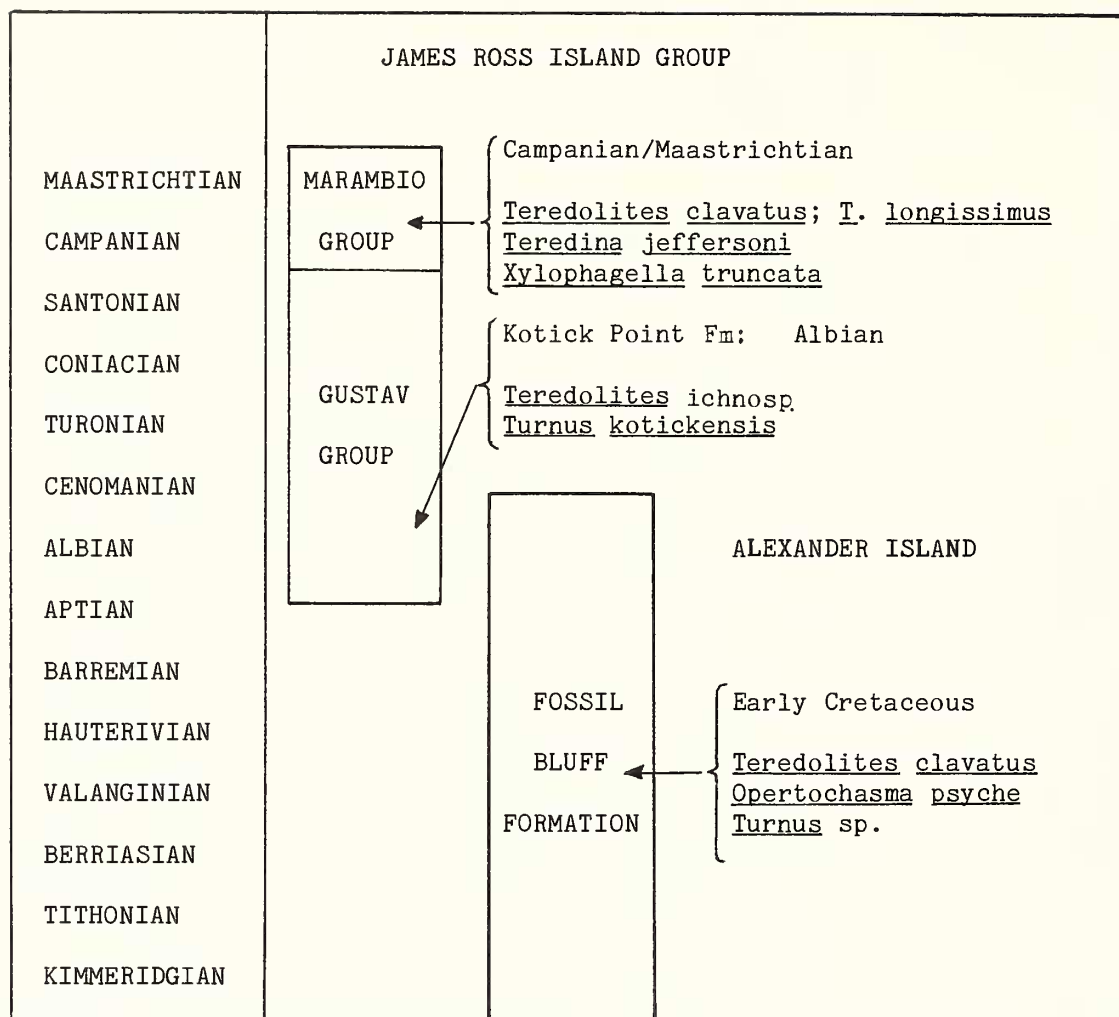 JAMES ROSS ISLAND GROUP
MAASTRICHTIAN
CAMPANIAN
SANTONIAN
CONIACIAN
TURONIAN
CENOMANIAN
ALBIAN
APTIAN
BARREMIAN
HAUTERIVIAN
VALANGINIAN
BERRIASIAN
TITHONIAN
KIMMERIDGIAN
MARAMBIO
GROUP
GUSTAV
GROUP
Campanian/Maastrichtian
Teredolites clavatus; T. longissimus
Teredina jeffersoni
Xylophagella truncata
Kotick Point Fm: Albian
Teredolites ichnosp.
Turnus kotickensis
ALEXANDER ISLAND
FOSSIL
BLUFF
FORMATION
Early Cretaceous
Teredolites clavatus
Opertochasma psyche
Turnus sp.